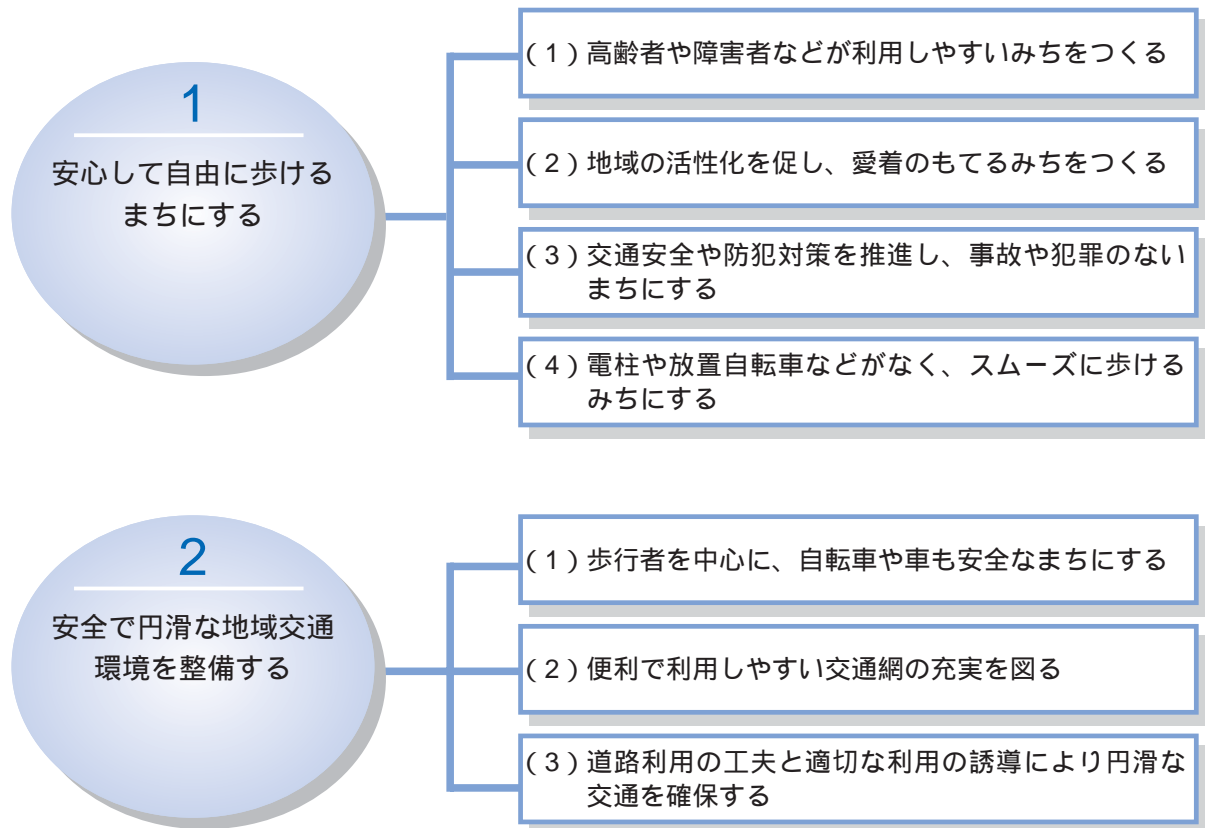 1
安心して自由に歩ける
まちにする
(1)高齢者や障害者などが利用しやすいみちをつくる
(2)地域の活性化を促し、愛着のもてるみちをつくる
(3)交通安全や防犯対策を推進し、事故や犯罪のない
まちにする
(4)電柱や放置自転車などがなく、スムーズに歩ける
みちにする
2
安全で円滑な地域交通
環境を整備する
(1)歩行者を中心に、自転車や車も安全なまちにする
(2)便利で利用しやすい交通網の充実を図る
(3)道路利用の工夫と適切な利用の誘導により円滑な
交通を確保する